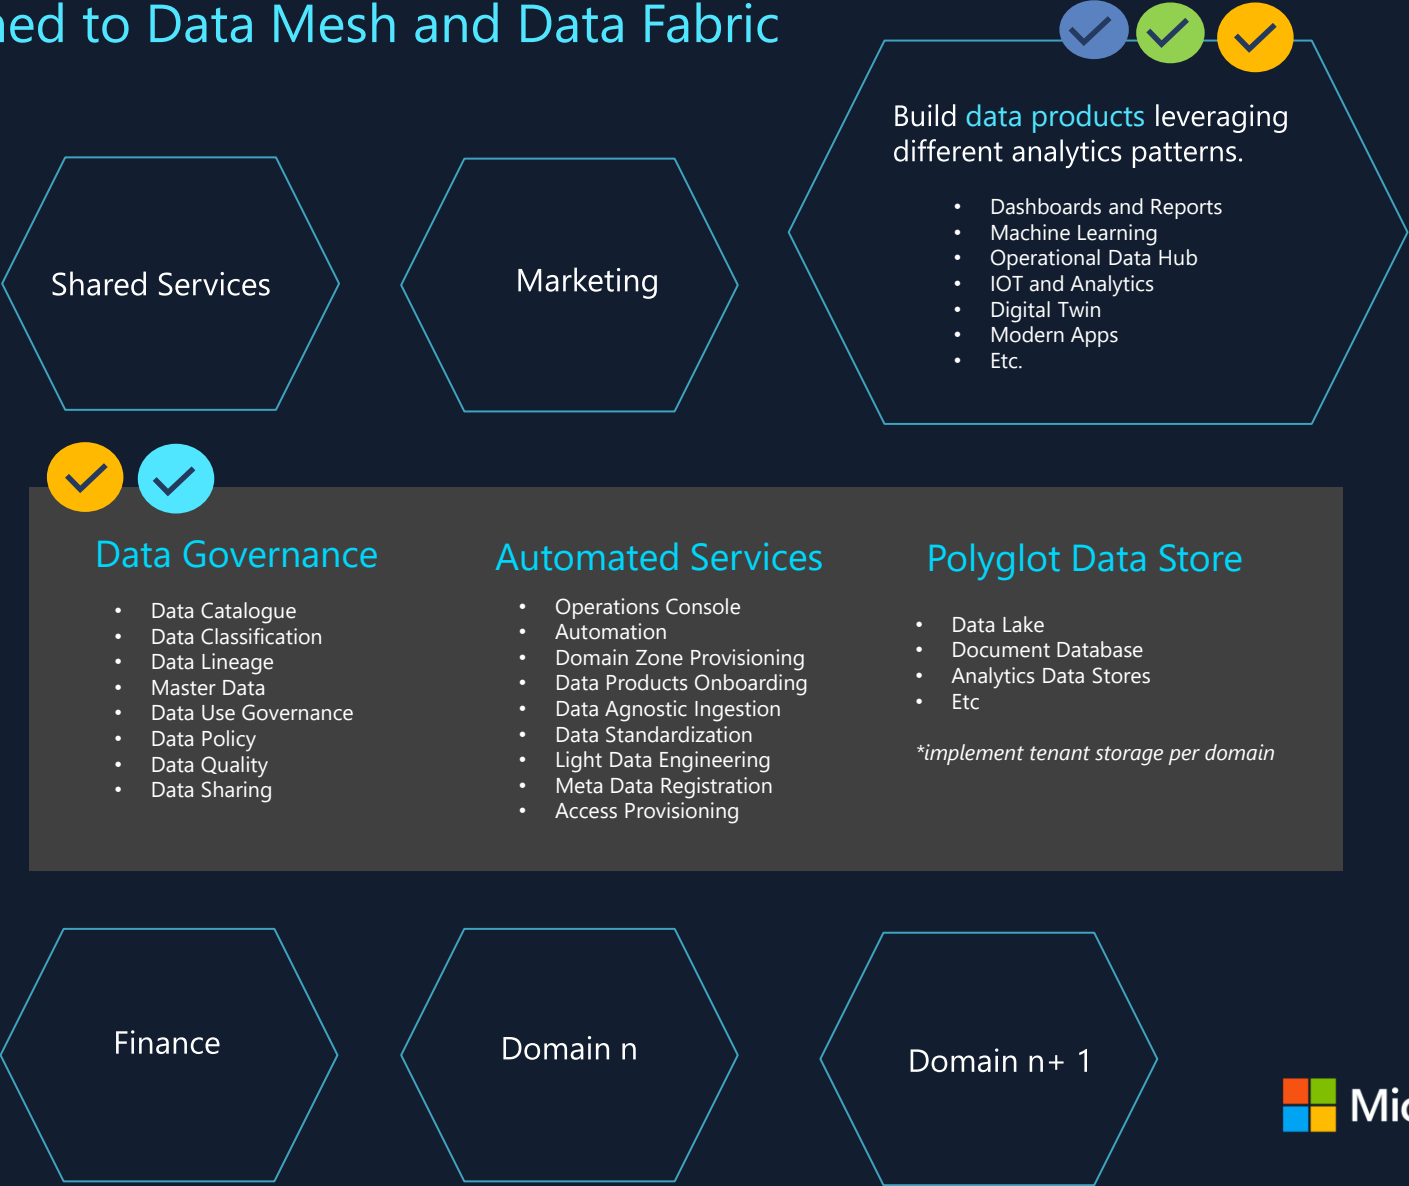 ned to Data Mesh and Data Fabric
Build data products leveraging
different analytics patterns.
• Dashboards and Reports
• Machine Learning
• Operational Data Hub
• IOT and Analytics
• Digital Twin
• Modern Apps
• Etc.
Shared Services
Marketing
Data Governance
• Data Catalogue
• Data Classification
• Data Lineage
• Master Data
• Data Use Governance
• Data Policy
• Data Quality
• Data Sharing
Automated Services
• Operations Console
• Automation
• Domain Zone Provisioning
• Data Products Onboarding
• Data Agnostic Ingestion
• Data Standardization
• Light Data Engineering
• Meta Data Registration
• Access Provisioning
Polyglot Data Store
• Data Lake
• Document Database
• Analytics Data Stores
• Etc
*implement tenant storage per domain
Finance
Domain n
Domain n+ 1
Mic